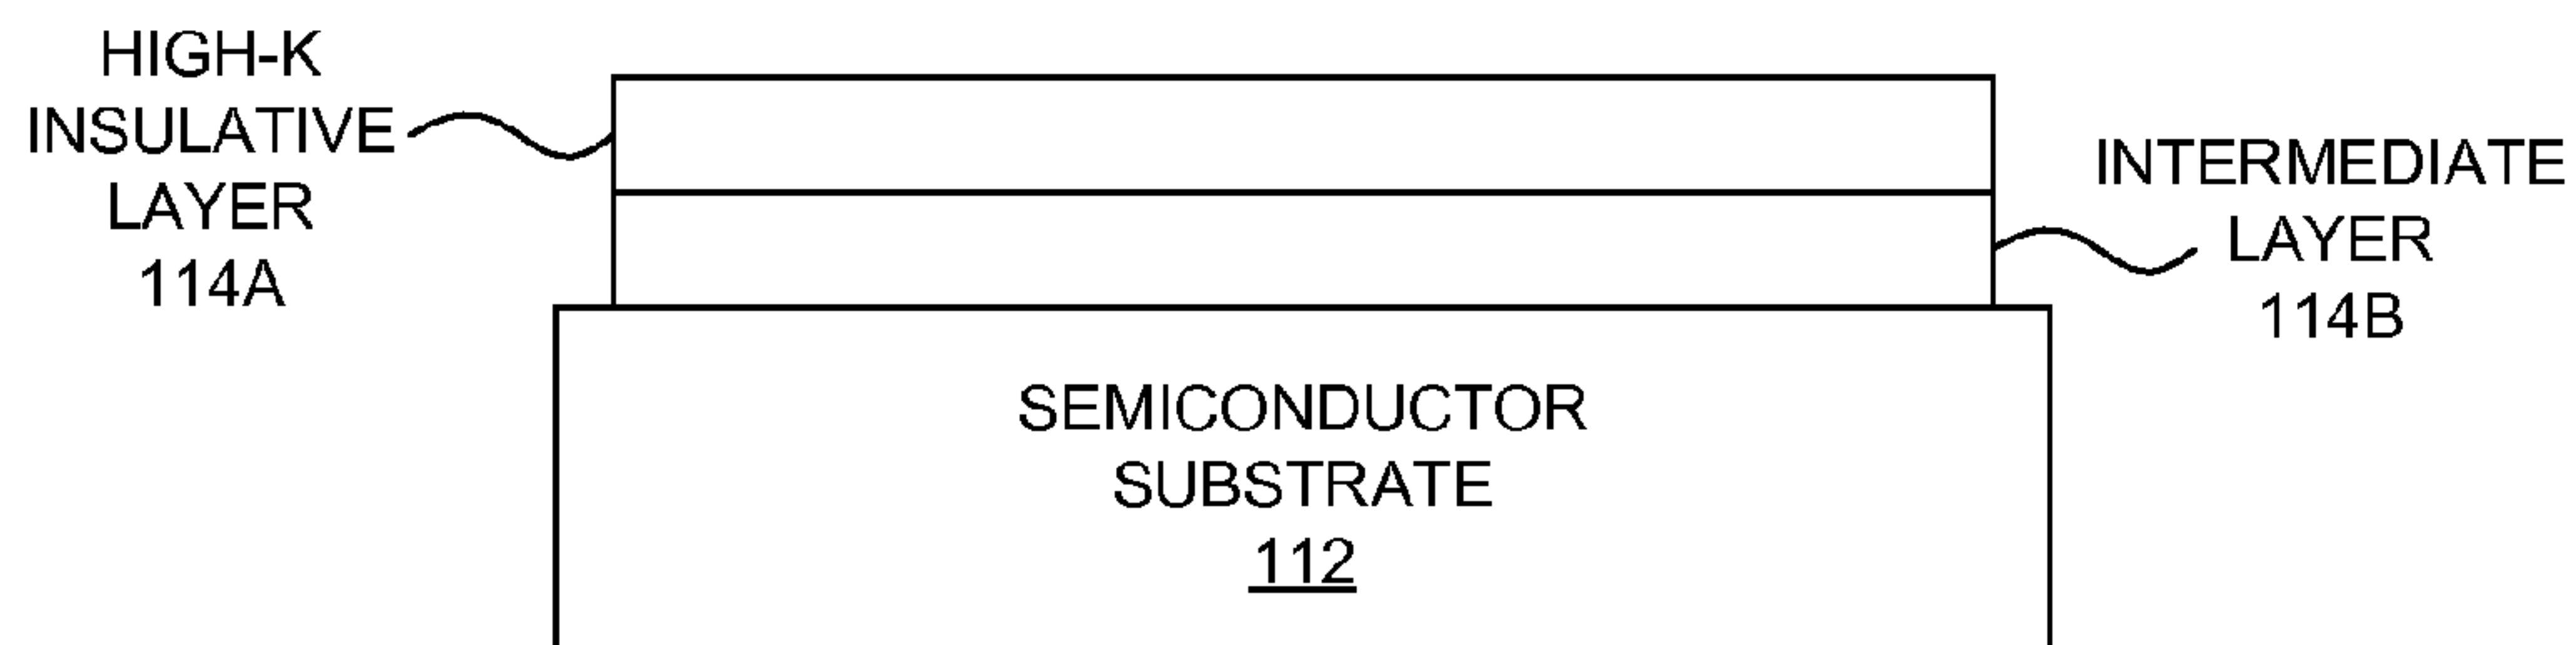 HIGH-K
INSULATIVE
LAYER
114A
INTERMEDIATE
LAYER
114B
SEMICONDUCTOR
SUBSTRATE
112